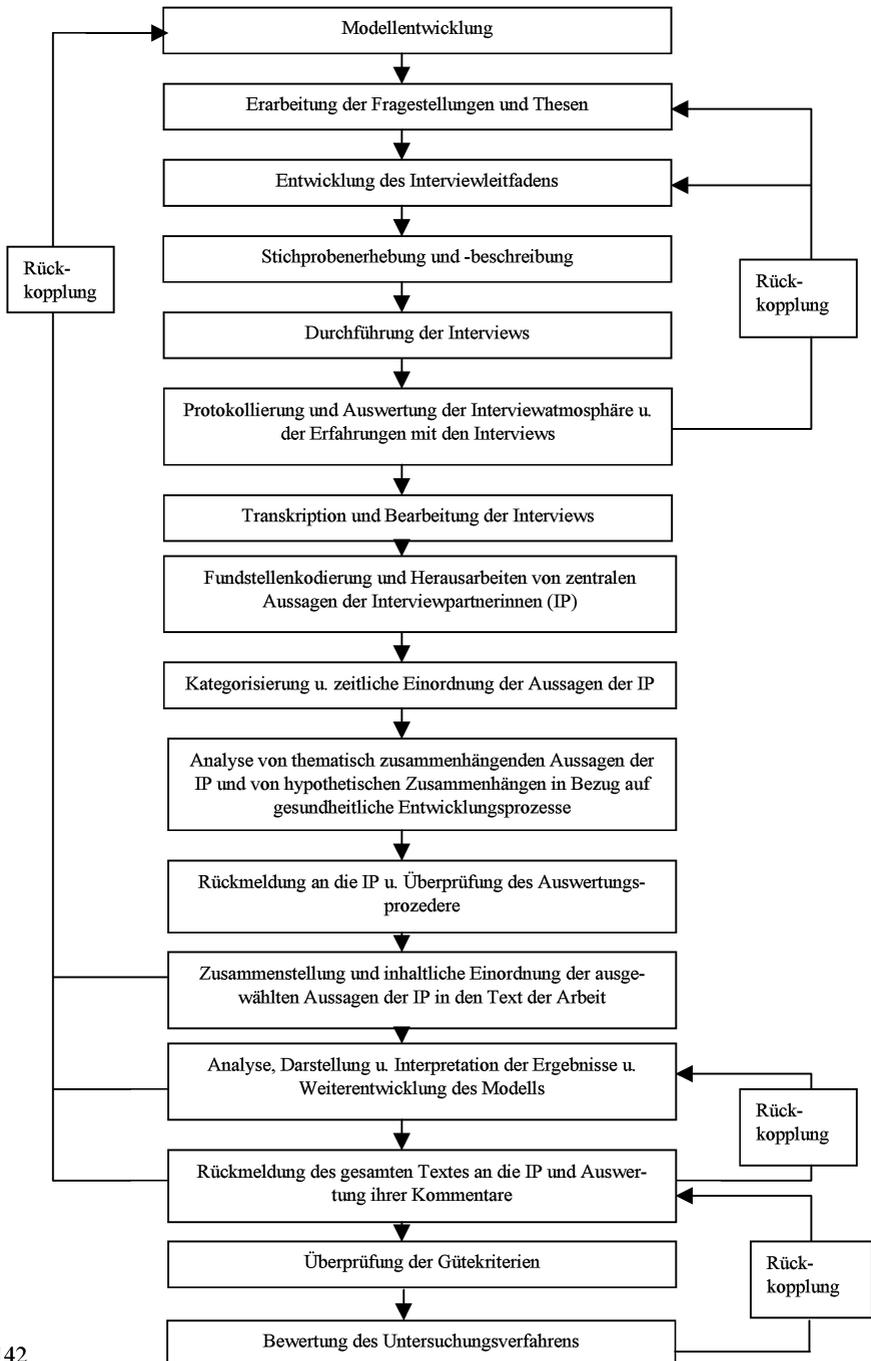 Modellentwicklung
Erarbeitung der Fragestellungen und Thesen
Entwicklung des Interviewleitfadens
Rück-
kopplung
Stichprobenerhebung und -beschreibung
Rück-
kopplung
Durchführung der Interviews
Protokollierung und Auswertung der Interviewatmosphäre u.
der Erfahrungen mit den Interviews
Transkription und Bearbeitung der Interviews
Fundstellenkodierung und Herausarbeiten von zentralen
Aussagen der Interviewpartnerinnen (IP)
Kategorisierung u. zeitliche Einordnung der Aussagen der IP
Analyse von thematisch zusammenhängenden Aussagen der
IP und von hypothetischen Zusammenhängen in Bezug auf
gesundheitliche Entwicklungsprozesse
Rückmeldung an die IP u. Überprüfung des Auswertungs-
prozedere
Zusammenstellung und inhaltliche Einordnung der ausge-
wählten Aussagen der IP in den Text der Arbeit
Analyse, Darstellung u. Interpretation der Ergebnisse u.
Weiterentwicklung des Modells
Rück-
kopplung
Rückmeldung des gesamten Textes an die IP und Auswer-
tung ihrer Kommentare
Überprüfung der Gütekriterien
Rück-
kopplung
Bewertung des Untersuchungsverfahrens
42